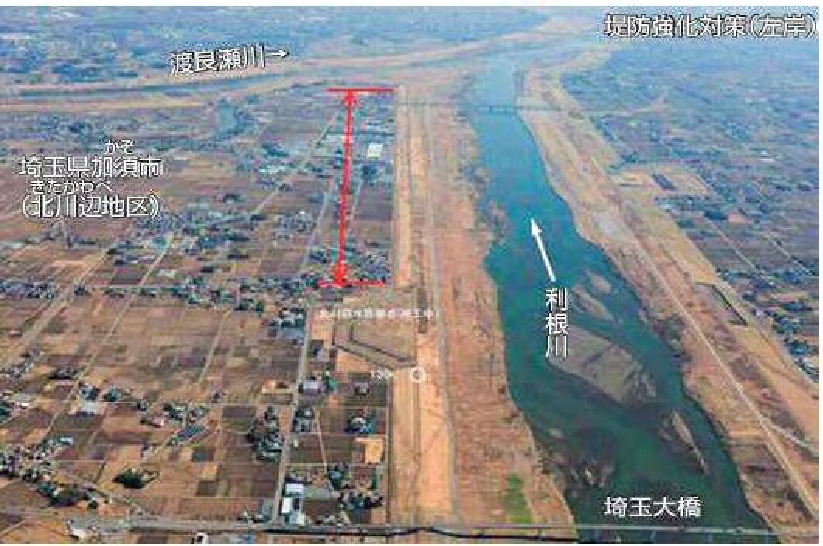 堤防強化対策(左岸)
渡良瀬川→
かぞ
埼玉県加須市
きたかわべ
(北川辺地区)
利根川
埼玉大橋